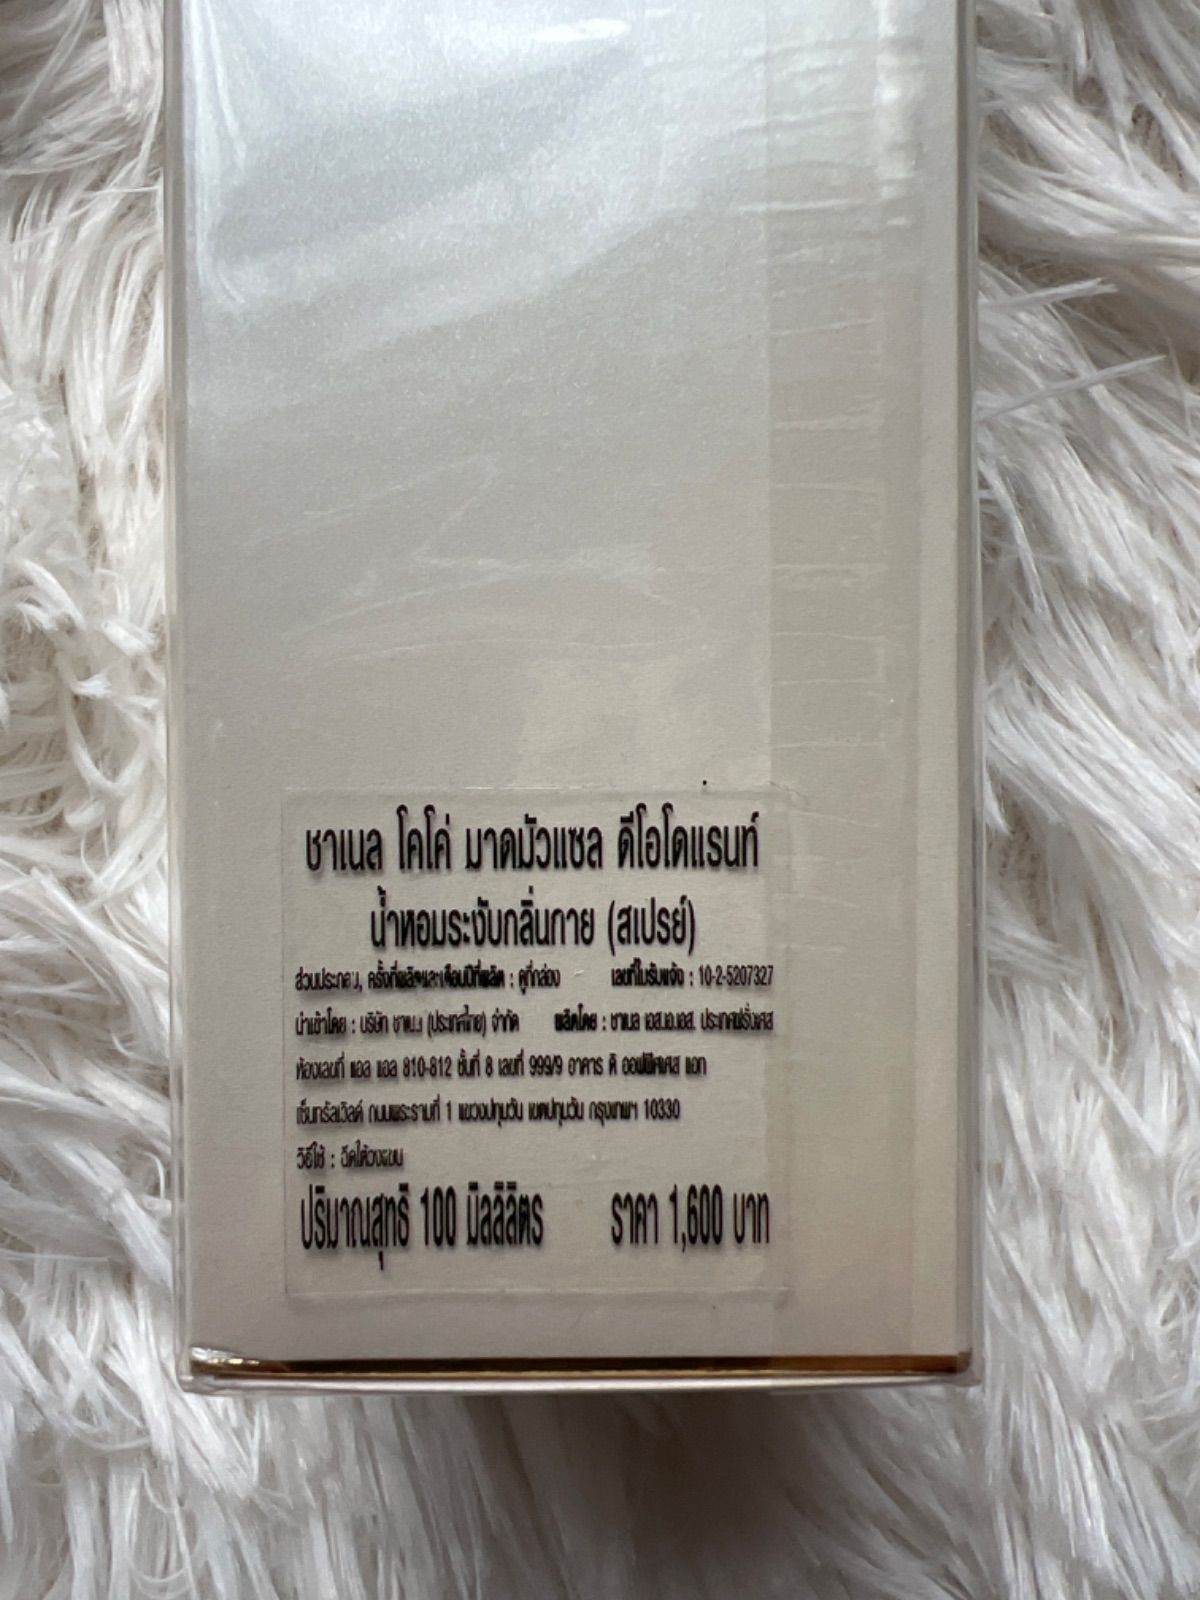 ชาเนล โคโค่ มาดมัวแซล ดีโอโดแรนท์
น้ำหอมระงับกลิ่นกาย (สเปรย์)
ส่วนประกอบ, ครั้งที่ผลิตและเดือนปีที่ผลิต : ดูที่กล่อง เลขที่ใบรับแจ้ง : 10-2-5207327
นำเข้าโดย : บริษัท ชาเนล (ประเทศไทย) จำกัด ผลิตโดย : ชาเนล เอส.เอ.เอส. ประเทศฝรั่งเศส
ห้องเลขที่ แอล แอล 810-812 ชั้นที่ 8 เลขที่ 999/9 อาคาร ดิ ออฟฟิศเศส แอท
เซ็นทรัลเวิลด์ ถนนพระรามที่ 1 แขวงปทุมวัน เขตปทุมวัน กรุงเทพฯ 10330
วิธีใช้ : ฉีดใต้วงแขน
ปริมาณสุทธิ 100 มิลลิลิตร ราคา 1,600 บาท